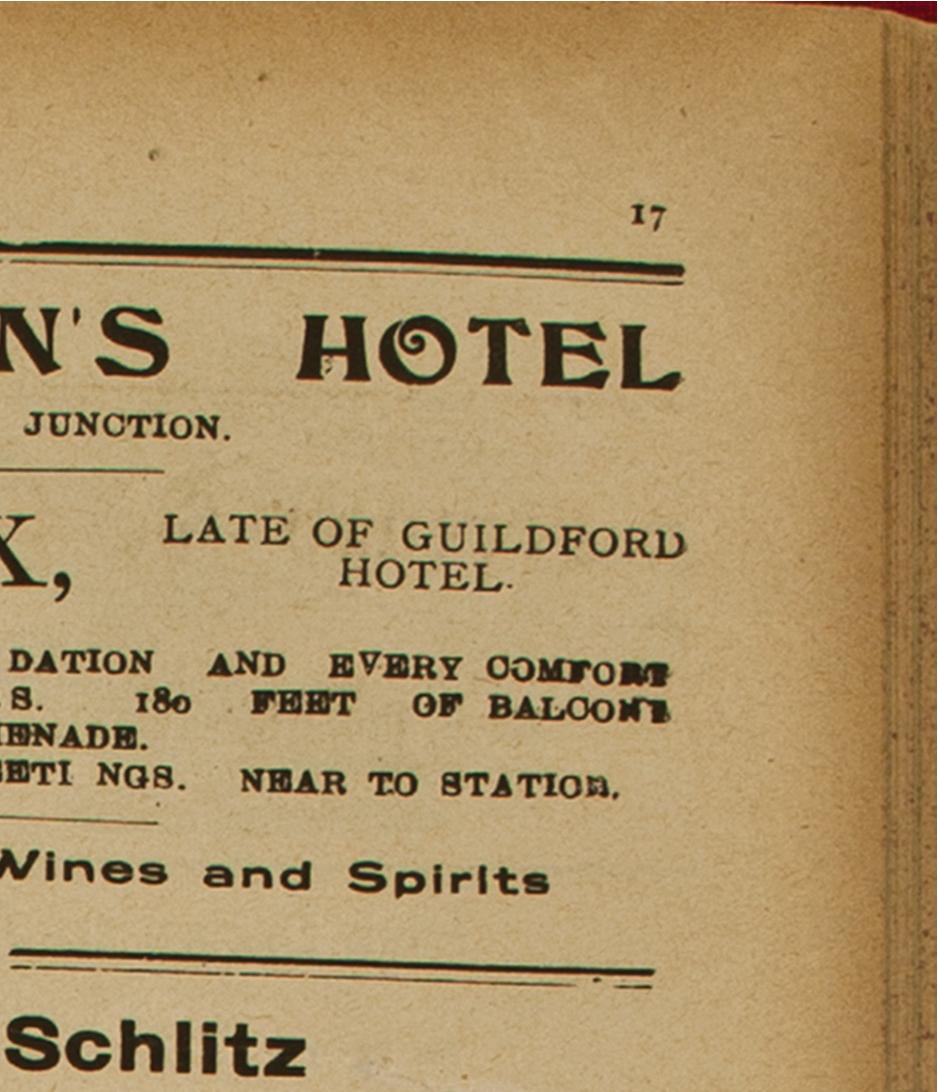 17
N'S HOTEL
JUNCTION.
X, LATE OF GUILDFORD
HOTEL.
DATION AND EVERY COMFORT
S. 180 FEET OF BALCONY
ENADE.
ETI NGS. NEAR TO STATION.
Wines and Spirits
Schlitz